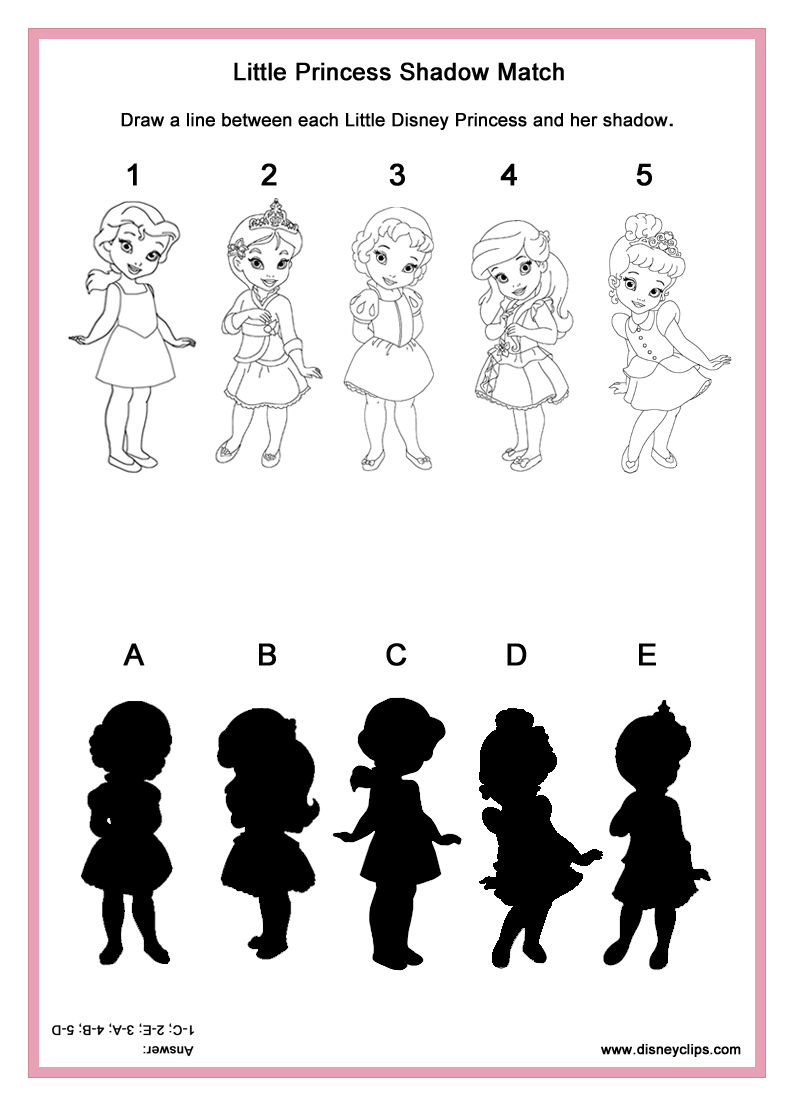 Little Princess Shadow Match
Draw a line between each Little Disney Princess and her shadow.
1 2 3 4 5
A B C D E
Answer:
1-C; 2-E; 3-A; 4-B; 5-D
www.disneyclips.com